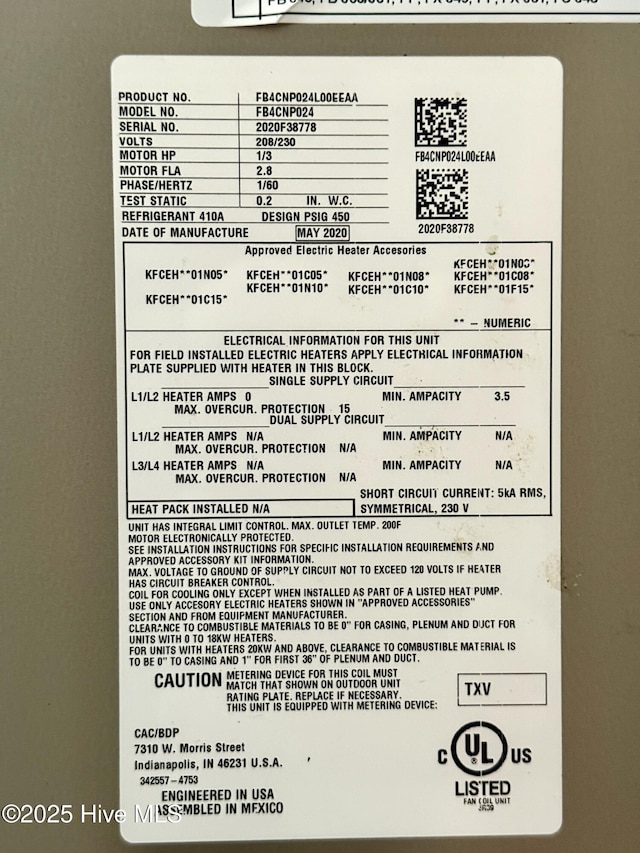 PRODUCT NO. FB4CNP024L00EEAA
MODEL NO. FB4CNP024
SERIAL NO. 2020F38778
VOLTS 208/230
MOTOR HP 1/3
MOTOR FLA 2.8
PHASE/HERTZ 1/60
TEST STATIC 0.2 IN. W.C.
REFRIGERANT 410A DESIGN PSIG 450
DATE OF MANUFACTURE MAY 2020
FB4CNP024L00EEAA
2020F38778
Approved Electric Heater Accesories
KFCEH**01N05* KFCEH**01C05* KFCEH**01N08* KFCEH**01C08*
KFCEH**01N10* KFCEH**01C10* KFCEH**01F15*
KFCEH**01C15*
** - NUMERIC
ELECTRICAL INFORMATION FOR THIS UNIT
FOR FIELD INSTALLED ELECTRIC HEATERS APPLY ELECTRICAL INFORMATION
PLATE SUPPLIED WITH HEATER IN THIS BLOCK.
SINGLE SUPPLY CIRCUIT
L1/L2 HEATER AMPS 0 MIN. AMPACITY 3.5
MAX. OVERCUR. PROTECTION 15
DUAL SUPPLY CIRCUIT
L1/L2 HEATER AMPS N/A MIN. AMPACITY N/A
MAX. OVERCUR. PROTECTION N/A
L3/L4 HEATER AMPS N/A MIN. AMPACITY N/A
MAX. OVERCUR. PROTECTION N/A
SHORT CIRCUIT CURRENT: 5kA RMS,
HEAT PACK INSTALLED N/A SYMMETRICAL, 230 V
UNIT HAS INTEGRAL LIMIT CONTROL. MAX. OUTLET TEMP. 200F
MOTOR ELECTRONICALLY PROTECTED.
SEE INSTALLATION INSTRUCTIONS FOR SPECIFIC INSTALLATION REQUIREMENTS AND
APPROVED ACCESSORY KIT INFORMATION.
MAX. VOLTAGE TO GROUND OF SUPPLY CIRCUIT NOT TO EXCEED 120 VOLTS IF HEATER
HAS CIRCUIT BREAKER CONTROL.
COIL FOR COOLING ONLY EXCEPT WHEN INSTALLED AS PART OF A LISTED HEAT PUMP.
USE ONLY ACCESORY ELECTRIC HEATERS SHOWN IN "APPROVED ACCESSORIES"
SECTION AND FROM EQUIPMENT MANUFACTURER.
CLEARANCE TO COMBUSTIBLE MATERIALS TO BE 0" FOR CASING, PLENUM AND DUCT FOR
UNITS WITH 0 TO 18KW HEATERS.
FOR UNITS WITH HEATERS 20KW AND ABOVE, CLEARANCE TO COMBUSTIBLE MATERIAL IS
TO BE 0" TO CASING AND 1" FOR FIRST 36" OF PLENUM AND DUCT.
CAUTION METERING DEVICE FOR THIS COIL MUST
MATCH THAT SHOWN ON OUTDOOR UNIT
RATING PLATE. REPLACE IF NECESSARY.
THIS UNIT IS EQUIPPED WITH METERING DEVICE:
TXV
CAC/BDP
7310 W. Morris Street
Indianapolis, IN 46231 U.S.A.
342557-4753
ENGINEERED IN USA
ASSEMBLED IN MEXICO
C UL ® US
LISTED
FAN COIL UNIT
©2025 Hive MLS